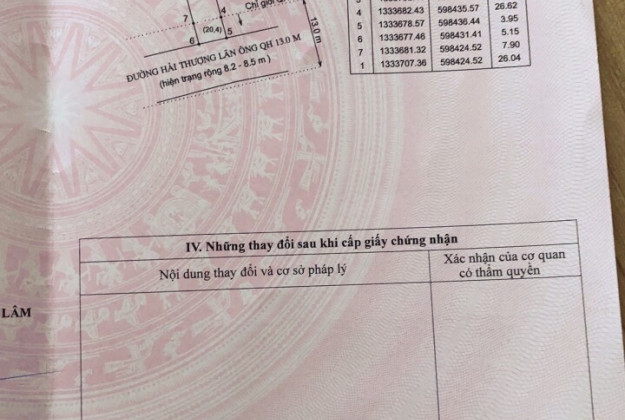 7
4
Chỉ giới
6
(20,4)
5
13.0 m
ĐƯỜNG HẢI THƯỢNG LÃN ÔNG QH 13.0 M
(hiện trạng rộng 8.2 - 8.5 m )
26.62
4 1333682.43 598435.57 3.95
5 1333678.57 598436.44 5.15
6 1333677.46 598431.41 7.90
7 1333681.32 598424.52 26.04
1 1333707.36 598424.52
IV. Những thay đổi sau khi cấp giấy chứng nhận
Nội dung thay đổi và cơ sở pháp lý
Xác nhận của cơ quan
có thẩm quyền
LÂM